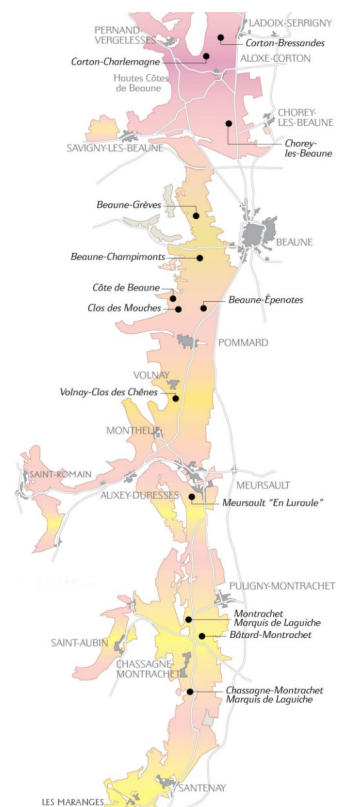 LADOIX-SERRIGNY
PERNAND-
VERGELESSES
Corton-Bressandes
Corton-Charlemagne
ALOXE-CORTON
Hautes Côtes
de Beaune
CHOREY-
LES-BEAUNE
SAVIGNY-LES-BEAUNE
Chorey-
les-Beaune
Beaune-Grèves
BEAUNE
Beaune-Champimonts
Côte de Beaune
Clos des Mouches
Beaune-Épenotes
POMMARD
VOLNAY
Volnay-Clos des Chênes
MONTHELIE
SAINT-ROMAIN
MEURSAULT
AUXEY-DURESSES
Meursault “En Luraule”
PULIGNY-MONTRACHET
Montrachet
Marquis de Laguiche
Bâtard-Montrachet
SAINT-AUBIN
CHASSAGNE-
MONTRACHET
Chassagne-Montrachet
Marquis de Laguiche
SANTENAY
LES MARANGES